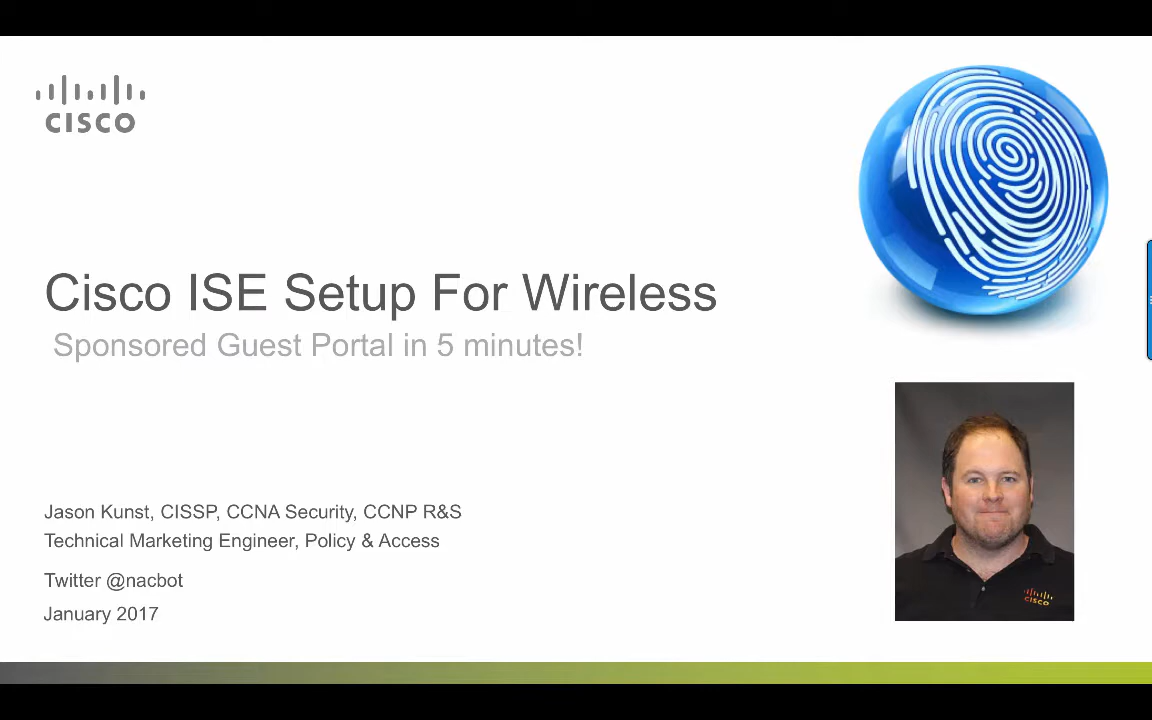 CISCO
Cisco ISE Setup For Wireless
Sponsored Guest Portal in 5 minutes!
Jason Kunst, CISSP, CCNA Security, CCNP R&S
Technical Marketing Engineer, Policy & Access
Twitter @nacbot
January 2017
CISCO